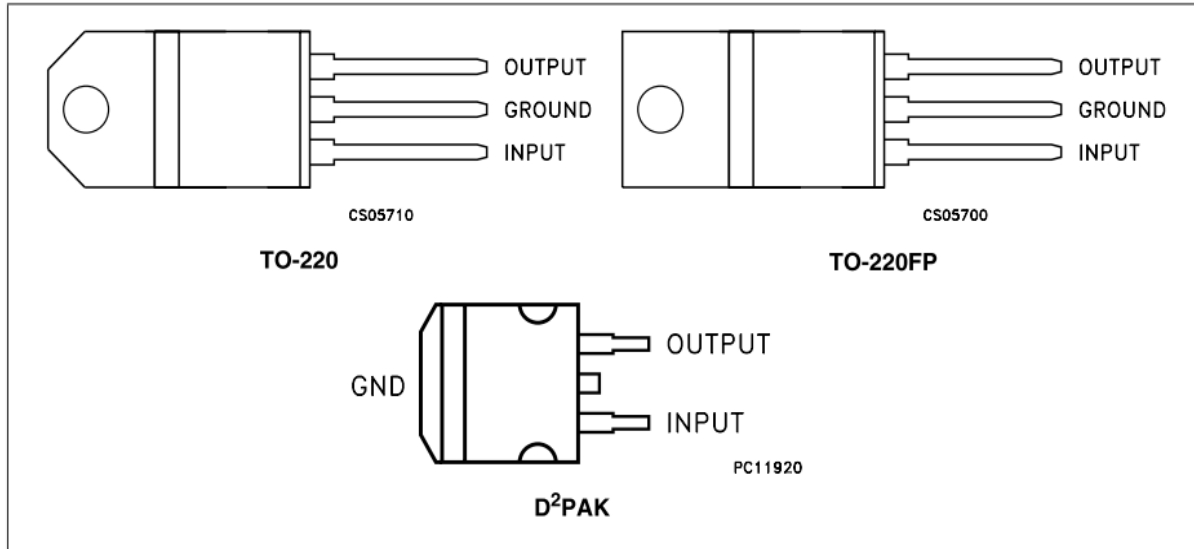 OUTPUT
GROUND
INPUT
CS05710
TO-220
OUTPUT
GROUND
INPUT
CS05700
TO-220FP
GND
OUTPUT
INPUT
PC11920
D²PAK